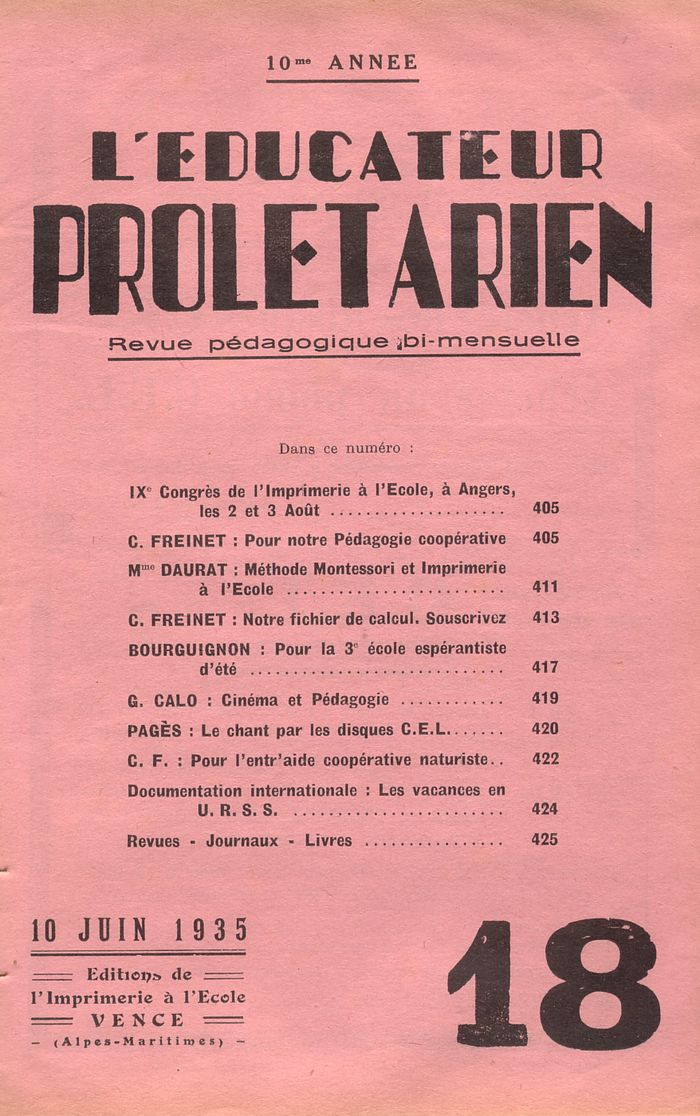 10me ANNEE
L'EDUCATEUR
PROLETARIEN
Revue pédagogique bi-mensuelle
Dans ce numéro :
IXe Congrès de l'Imprimerie à l'Ecole, à Angers,
les 2 et 3 Août .................... 405
C. FREINET : Pour notre Pédagogie coopérative 405
Mme DAURAT : Méthode Montessori et Imprimerie
à l'Ecole ......................... 411
C. FREINET : Notre fichier de calcul. Souscrivez 413
BOURGUIGNON : Pour la 3e école espérantiste
d'été ............................. 417
G. CALO : Cinéma et Pédagogie ............ 419
PAGÈS : Le chant par les disques C.E.L....... 420
C. F. : Pour l'entr'aide coopérative naturiste.. 422
Documentation internationale : Les vacances en
U. R. S. S. ........................ 424
Revues - Journaux - Livres ................ 425
10 JUIN 1935
Editions de
l'Imprimerie à l'Ecole
VENCE
- (Alpes-Maritimes) -
18